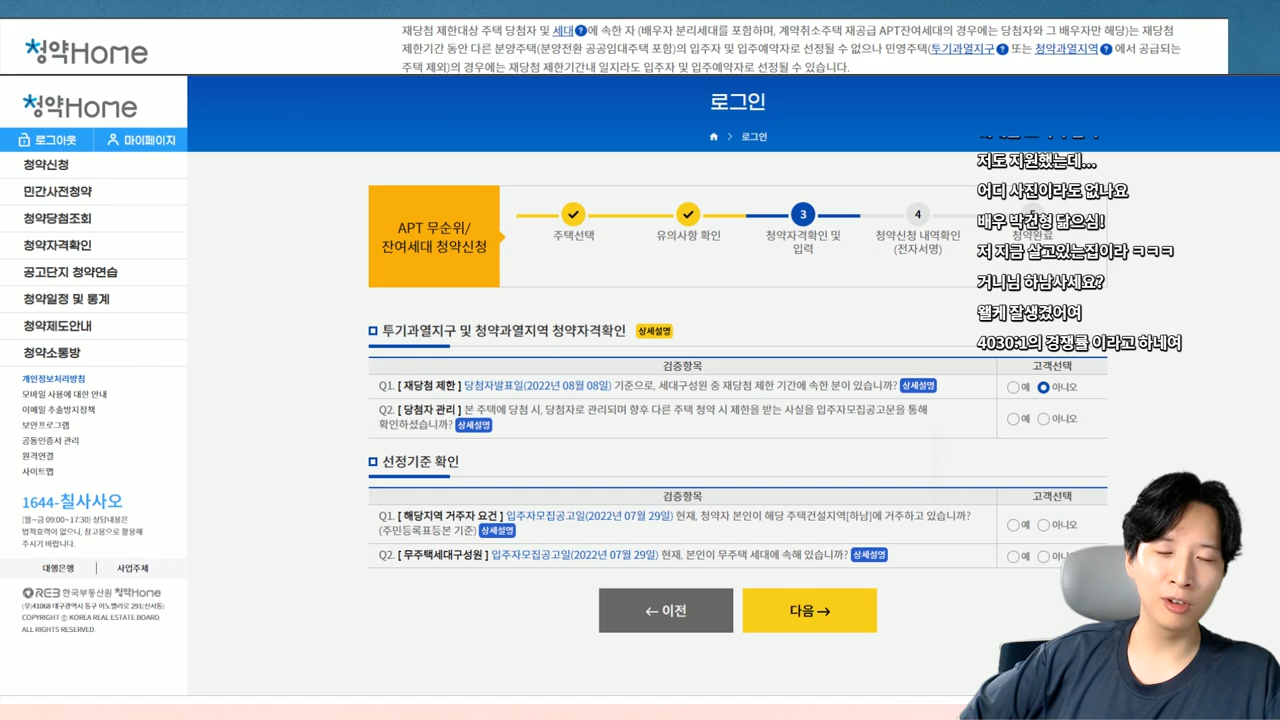 재당첨 제한대상 주택 당첨자 및 세대?에 속한 자 (배우자 분리세대를 포함하며, 계약취소주택 재공급 APT잔여세대의 경우에는 당첨자와 그 배우자만 해당)는 재당첨
제한기간 동안 다른 분양주택(분양전환 공공임대주택 포함)의 입주자 및 입주예약자로 선정될 수 없으나 민영주택(투기과열지구? 또는 청약과열지역? 에서 공급되는
주택 제외)의 경우에는 재당첨 제한기간내 일지라도 입주자 및 입주예약자로 선정될 수 있습니다.
청약Home
청약Home
로그아웃
마이페이지
청약신청
민간사전청약
청약당첨조회
청약자격확인
공고단지 청약연습
청약일정 및 통계
청약제도안내
청약소통방
개인정보처리방침
모바일 사용에 대한 안내
이메일 추출방지정책
보안프로그램
공동인증서 관리
원격연결
사이트맵
1644-칠사사오
(월~금 09:00~17:30) 상담내용은
법적효력이 없으니, 참고용으로 활용해
주시기 바랍니다.
대행은행
사업주체
REB 한국부동산원 청약Home
(우)41068 대구광역시 동구 이노밸리로 291(신서동)
COPYRIGHT ⓒ KOREA REAL ESTATE BOARD.
ALL RIGHTS RESERVED.
로그인
로그인
APT 무순위/
잔여세대 청약신청
주택선택
유의사항 확인
3
청약자격확인 및
입력
4
청약신청 내역확인
(전자서명)
청약완료
저도 지원했는데...
어디 사진이라도 없나요
배우 박건형 닮으심!
저 지금 살고있는집이라 ㅋㅋㅋ
거니님 하남사세요?
왤케 잘생겼어여
4030:1의 경쟁률 이라고 하네여
투기과열지구 및 청약과열지역 청약자격확인 상세설명
검증항목
고객선택
Q1. [ 재당첨 제한 ] 당첨자발표일(2022년 08월 08일) 기준으로, 세대구성원 중 재당첨 제한 기간에 속한 분이 있습니까? 상세설명
예 아니오
Q2. [ 당첨자 관리 ] 본 주택에 당첨 시, 당첨자로 관리되며 향후 다른 주택 청약 시 제한을 받는 사실을 입주자모집공고문을 통해
확인하셨습니까? 상세설명
예 아니오
선정기준 확인
검증항목
고객선택
Q1. [ 해당지역 거주자 요건 ] 입주자모집공고일(2022년 07월 29일) 현재, 청약자 본인이 해당 주택건설지역[하남]에 거주하고 있습니까?
(주민등록표등본 기준) 상세설명
예 아니오
Q2. [ 무주택세대구성원 ] 입주자모집공고일(2022년 07월 29일) 현재, 본인이 무주택 세대에 속해 있습니까? 상세설명
예
←이전
다음→